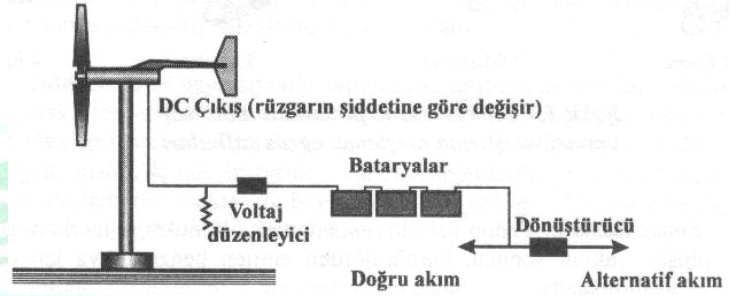 DC Çıkış (rüzgarın şiddetine göre değişir)
Bataryalar
Voltaj
düzenleyici
Dönüştürücü
Doğru akım
Alternatif akım